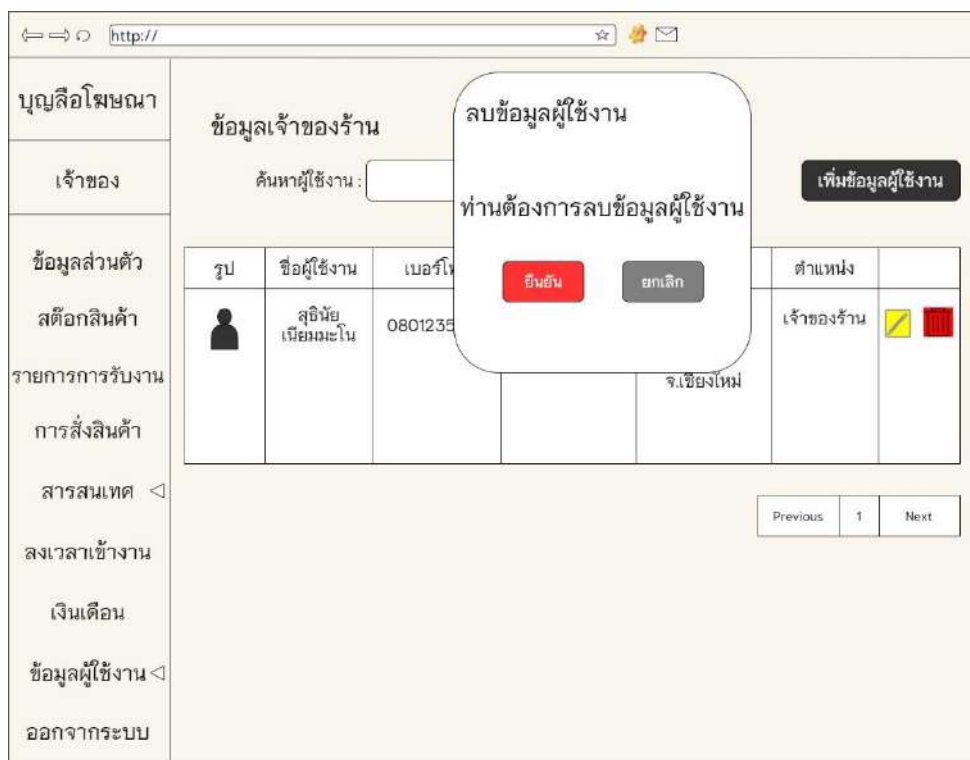 http://
บุญลือโฆษณา
เจ้าของ
ข้อมูลส่วนตัว
สต๊อกสินค้า
รายการการรับงาน
การสั่งสินค้า
สารสนเทศ
ลงเวลาเข้างาน
เงินเดือน
ข้อมูลผู้ใช้งาน
ออกจากระบบ
ข้อมูลเจ้าของร้าน
ค้นหาผู้ใช้งาน :
เพิ่มข้อมูลผู้ใช้งาน
ลบข้อมูลผู้ใช้งาน
ท่านต้องการลบข้อมูลผู้ใช้งาน
ยืนยัน
ยกเลิก
รูป
ชื่อผู้ใช้งาน
ตำแหน่ง
สุธินัย
เนียมมะโน
0801235
จ.เชียงใหม่
เจ้าของร้าน
Previous
1
Next